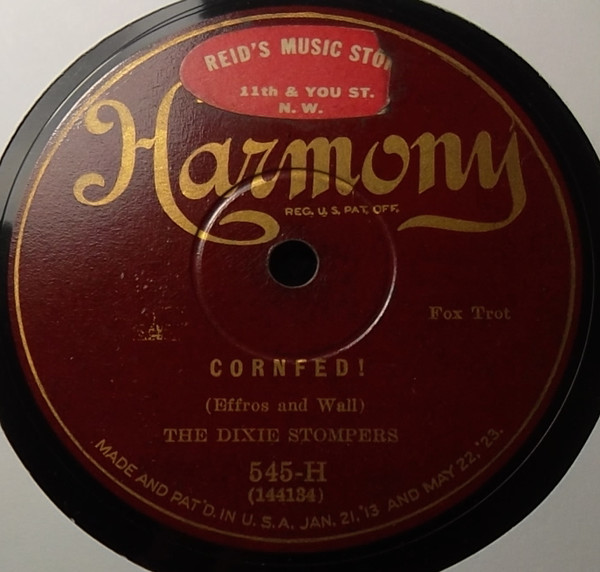 REID'S MUSIC STO
11th & YOU ST.
N. W.
Harmony
REG. U. S. PAT. OFF.
Fox Trot
CORNFED!
(Effros and Wall)
THE DIXIE STOMPERS
545-H
(144134)
MADE AND PAT'D. IN U. S. A. JAN. 21, '13 AND MAY 22, '23.